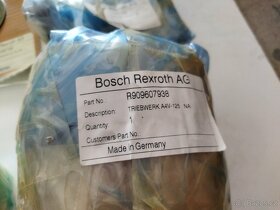 Bosch Rexroth AG
Part No. R909607938
Description TRIEBWERK A4V-125 NA
Quantity 1
Customers Part No.
Made in Germany